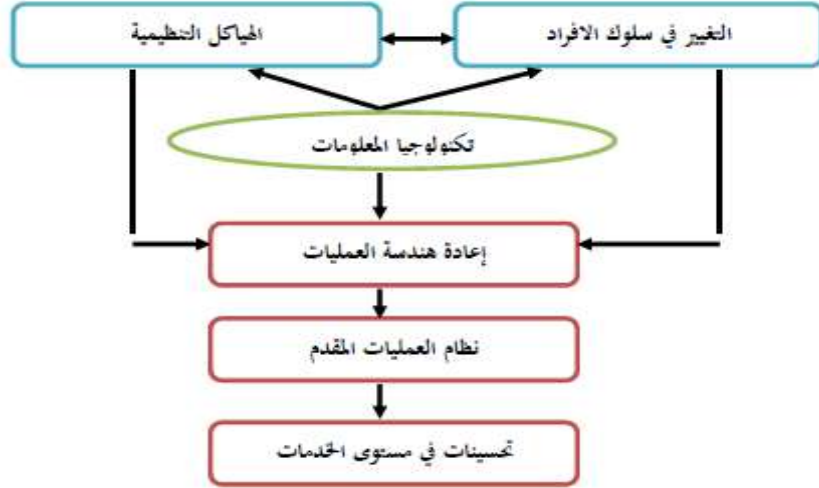 التغيير في سلوك الافراد
الهياكل التنظيمية
تكنولوجيا المعلومات
إعادة هندسة العمليات
نظام العمليات المقدم
تحسينات في مستوى الخدمات